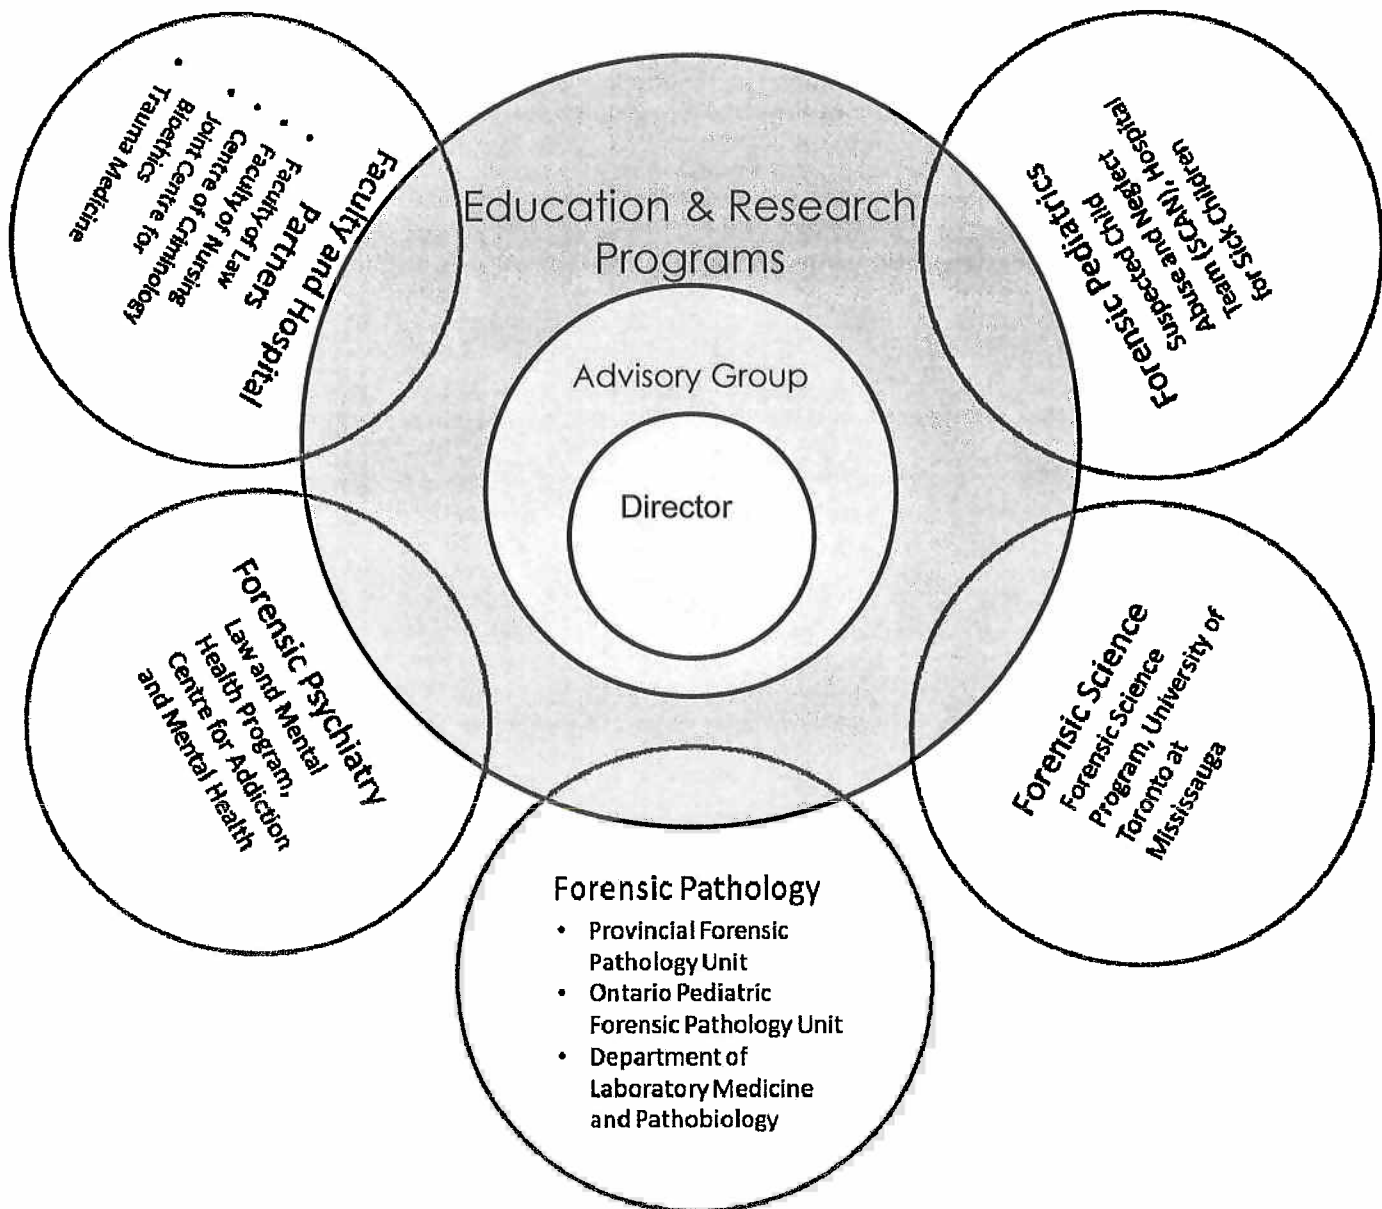 Faculty and Hospital
Partners
• Faculty of Law
• Faculty of Nursing
• Centre of Criminology
• Joint Centre for
Bioethics
• Trauma Medicine
Education & Research
Programs
Advisory Group
Director
Forensic Pediatrics
Suspected Child
Abuse and Neglect
Team (SCAN), Hospital
for Sick Children
Forensic Psychiatry
Law and Mental
Health Program,
Centre for Addiction
and Mental Health
Forensic Science
Forensic Science
Program, University of
Toronto at
Mississauga
Forensic Pathology
• Provincial Forensic
Pathology Unit
• Ontario Pediatric
Forensic Pathology Unit
• Department of
Laboratory Medicine
and Pathobiology